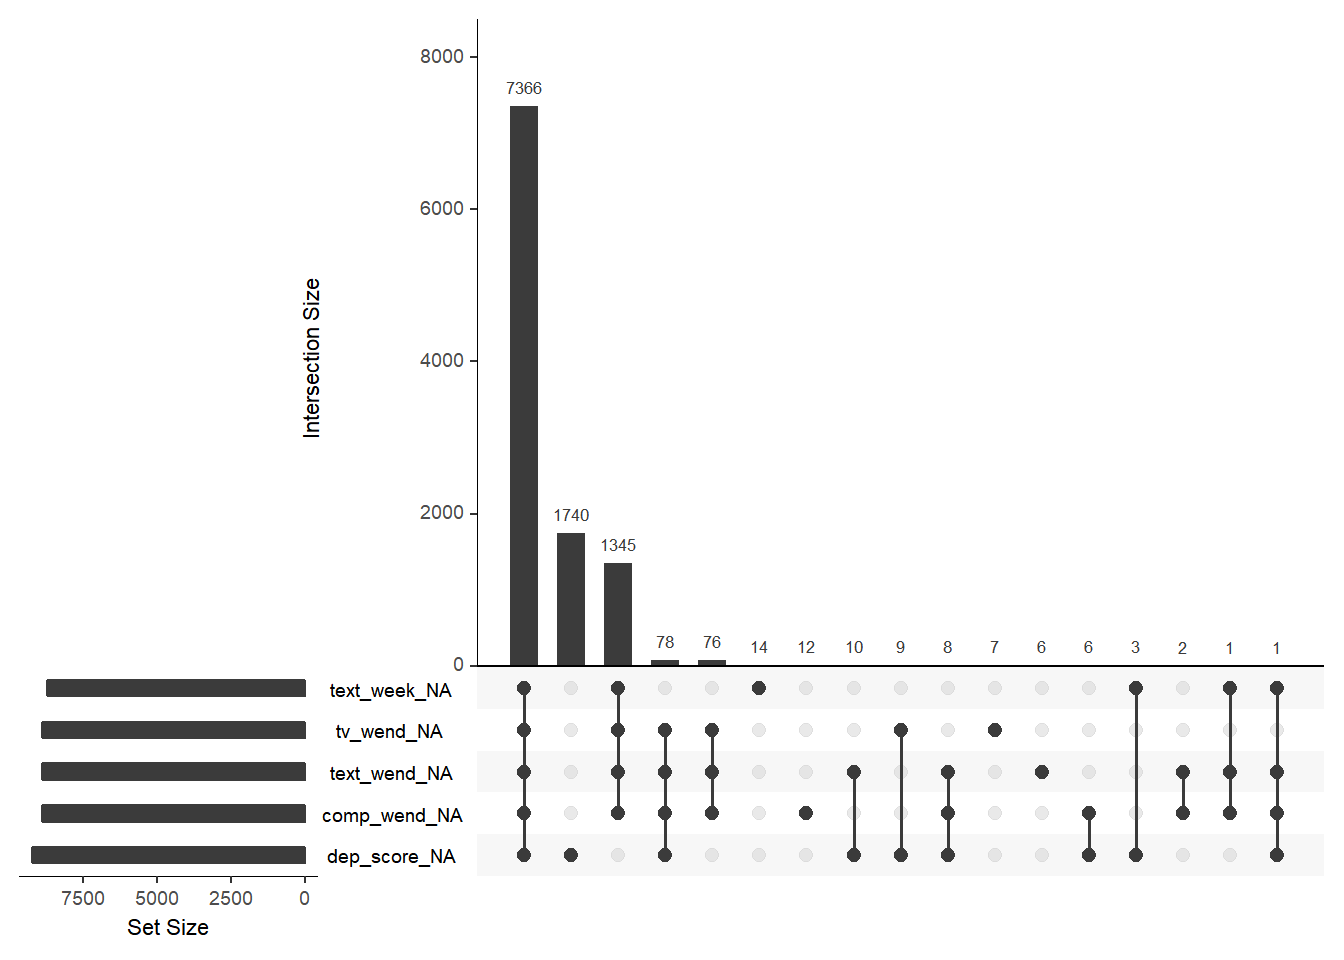 8000
7366
6000
Intersection Size
4000
2000
1740
1345
78
76
14
12
10
9
8
7
6
6
3
2
1
1
0
text_week_NA
tv_wend_NA
text_wend_NA
comp_wend_NA
dep_score_NA
7500 5000 2500 0
Set Size